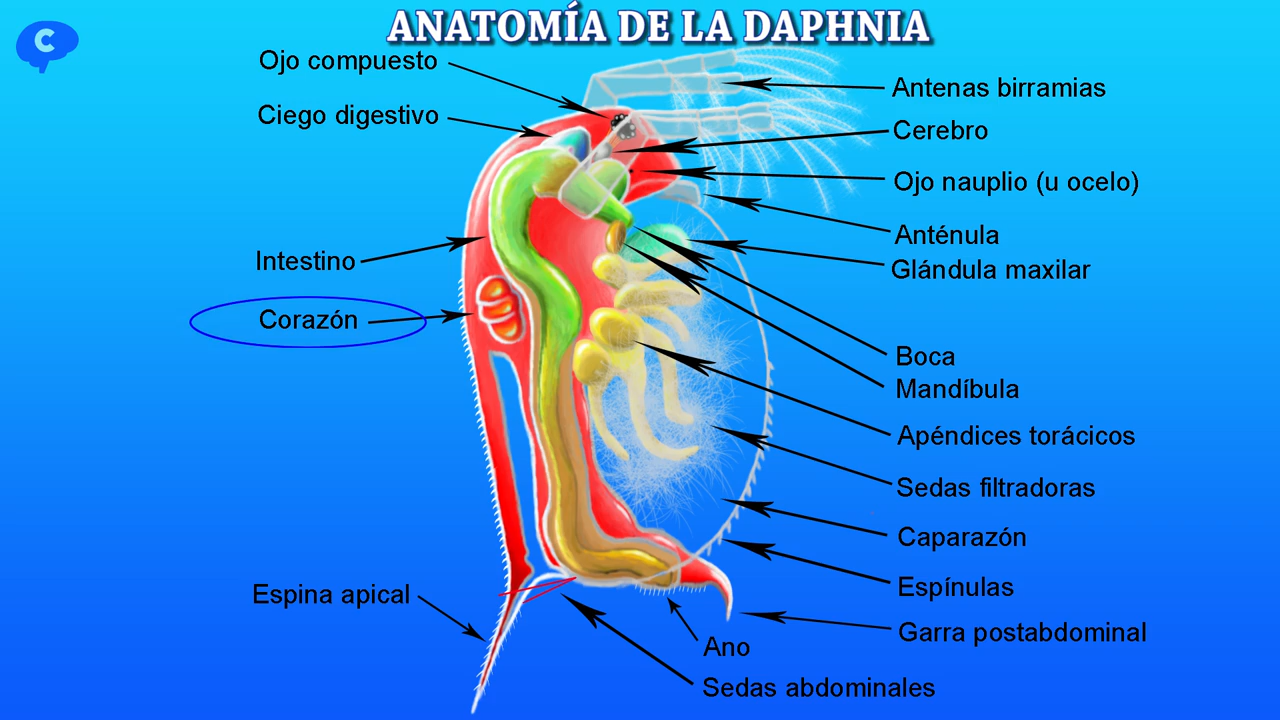 ANATOMÍA DE LA DAPHNIA
C
Ojo compuesto
Ciego digestivo
Intestino
Corazón
Espina apical
Antenas birramias
Cerebro
Ojo nauplio (u ocelo)
Anténula
Glándula maxilar
Boca
Mandíbula
Apéndices torácicos
Sedas filtradoras
Caparazón
Espínulas
Garra postabdominal
Ano
Sedas abdominales